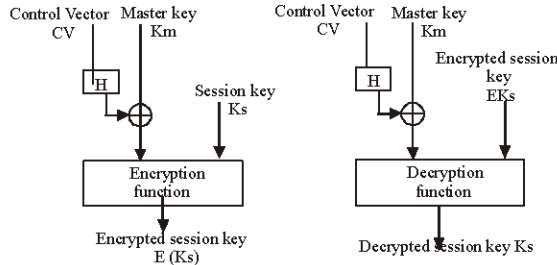 Control Vector
CV
Master key
Km
H
Session key
Ks
Encryption
function
Encrypted session key
E (Ks)
Control Vector
CV
Master key
Km
H
Encrypted session
key
EKs
Decryption
function
Decrypted session key Ks